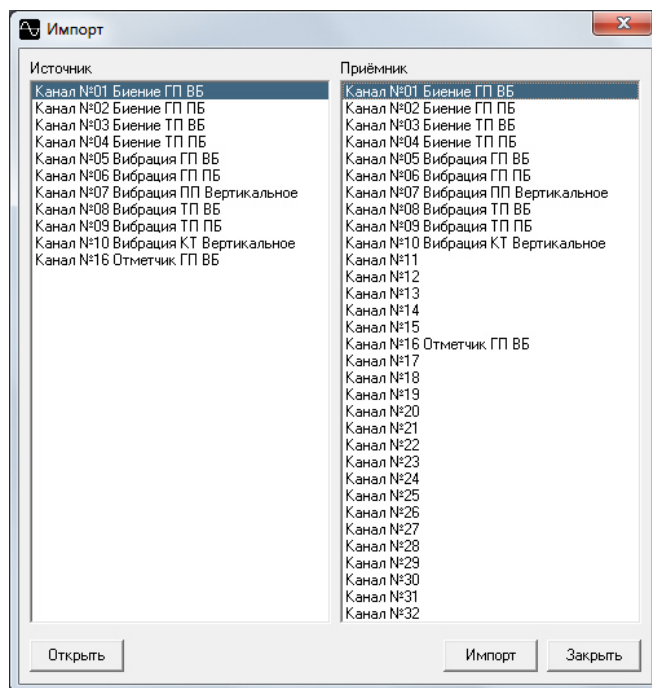 Импорт
Источник
Канал №01 Биение ГП ВБ
Канал №02 Биение ГП ПБ
Канал №03 Биение ТП ВБ
Канал №04 Биение ТП ПБ
Канал №05 Вибрация ГП ВБ
Канал №06 Вибрация ГП ПБ
Канал №07 Вибрация ПП Вертикальное
Канал №08 Вибрация ТП ВБ
Канал №09 Вибрация ТП ПБ
Канал №10 Вибрация КТ Вертикальное
Канал №16 Отметчик ГП ВБ
Приёмник
Канал №01 Биение ГП ВБ
Канал №02 Биение ГП ПБ
Канал №03 Биение ТП ВБ
Канал №04 Биение ТП ПБ
Канал №05 Вибрация ГП ВБ
Канал №06 Вибрация ГП ПБ
Канал №07 Вибрация ПП Вертикальное
Канал №08 Вибрация ТП ВБ
Канал №09 Вибрация ТП ПБ
Канал №10 Вибрация КТ Вертикальное
Канал №11
Канал №12
Канал №13
Канал №14
Канал №15
Канал №16 Отметчик ГП ВБ
Канал №17
Канал №18
Канал №19
Канал №20
Канал №21
Канал №22
Канал №23
Канал №24
Канал №25
Канал №26
Канал №27
Канал №28
Канал №29
Канал №30
Канал №31
Канал №32
Открыть
Импорт
Закрыть